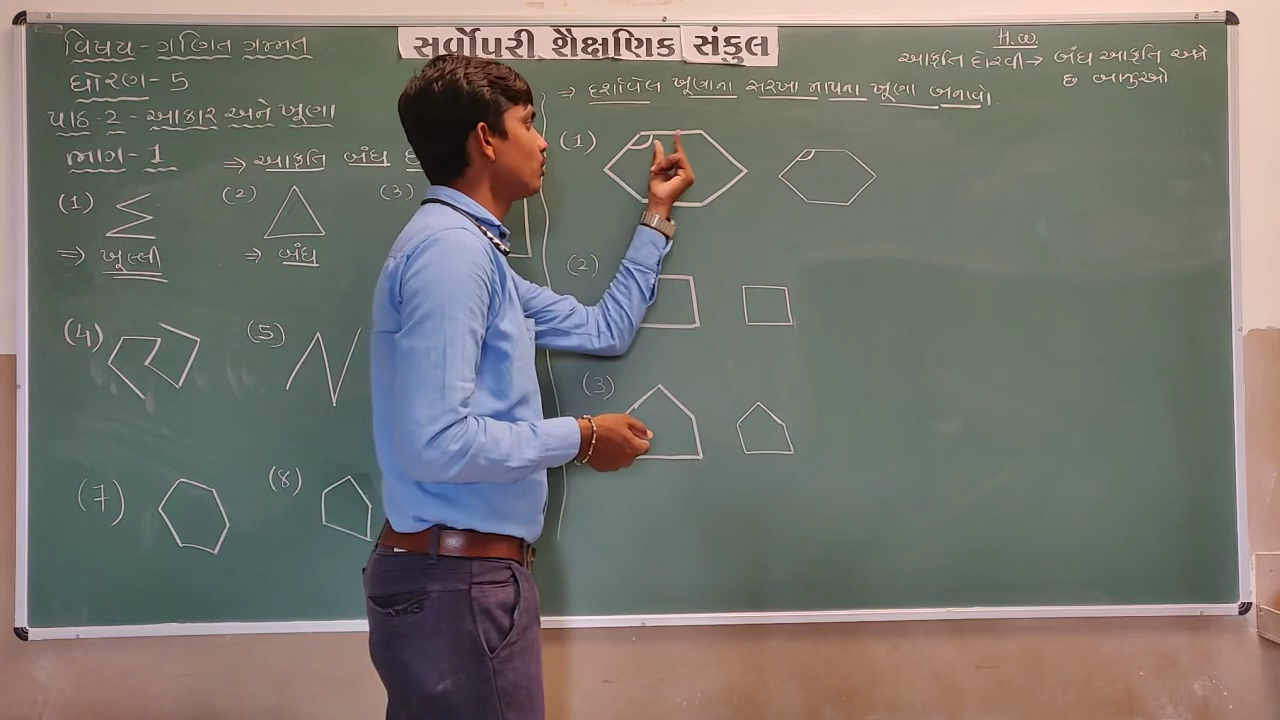 સર્વોપરી શૈક્ષણિક સંકુલ
વિષય - ગણિત ગમ્મત
ધોરણ - 5
પાઠ - 2 - આકાર અને ખૂણા
ભાગ - 1
⇒ આકૃતિ બંધ
(1)
(2)
(3)
⇒ ખુલ્લી
⇒ બંધ
(4)
(5)
(7)
(8)
⇒ દર્શાવેલ ખૂણાના સરખા માપના ખૂણા બનાવો.
(1)
(2)
(3)
H.W.
આકૃતિ દોરવી → બંધ આકૃતિ અને
છ બાજુઓ